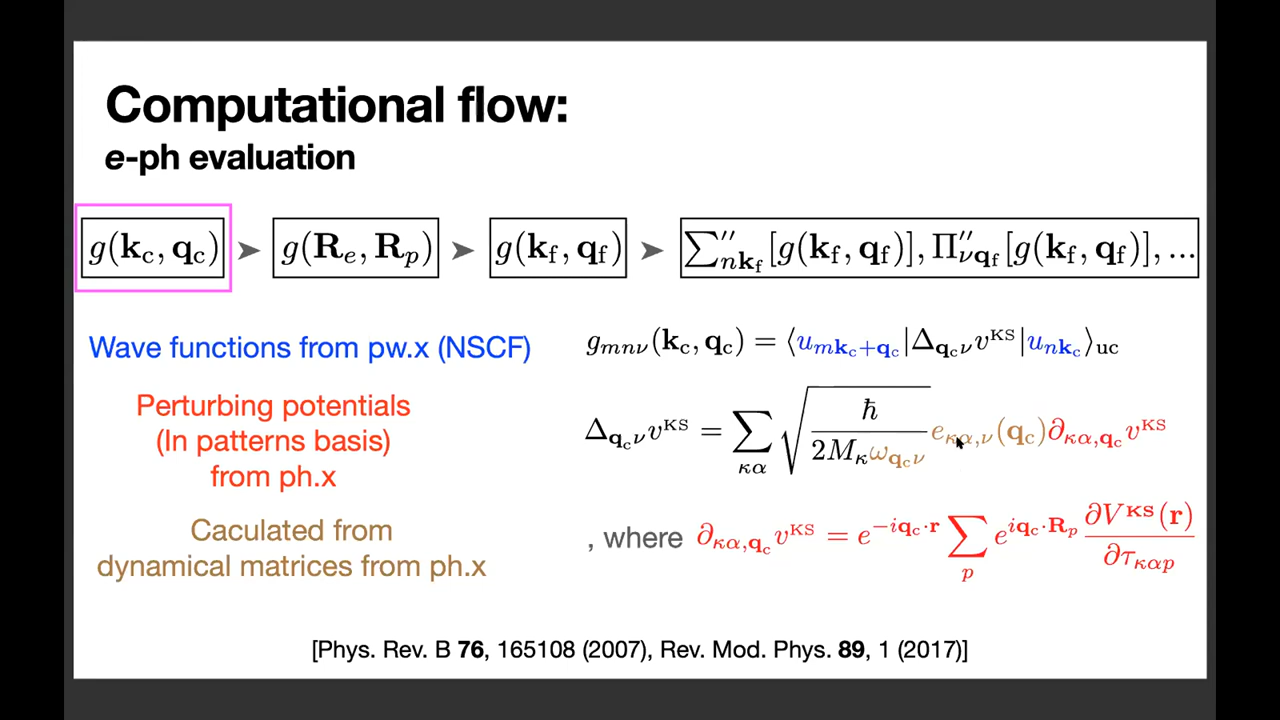 Computational flow:
e-ph evaluation
g(k_c, q_c) ➤ g(R_e, R_p) ➤ g(k_f, q_f) ➤ ∑''_{nk_f}[g(k_f, q_f)], Π''_{νq_f}[g(k_f, q_f)], ...
Wave functions from pw.x (NSCF)
g_{mnν}(k_c, q_c) = ⟨u_{mk_c+q_c}|Δ_{q_cν}v^{KS}|u_{nk_c}⟩_{uc}
Perturbing potentials
(In patterns basis)
from ph.x
Δ_{q_cν}v^{KS} = ∑_{κα} √(ħ / 2M_κω_{q_cν}) e_{κα,ν}(q_c)∂_{κα,q_c}v^{KS}
Caculated from
dynamical matrices from ph.x
, where ∂_{κα,q_c}v^{KS} = e^{-iq_c·r} ∑_p e^{iq_c·R_p} ∂V^{KS}(r) / ∂τ_{καp}
[Phys. Rev. B 76, 165108 (2007), Rev. Mod. Phys. 89, 1 (2017)]